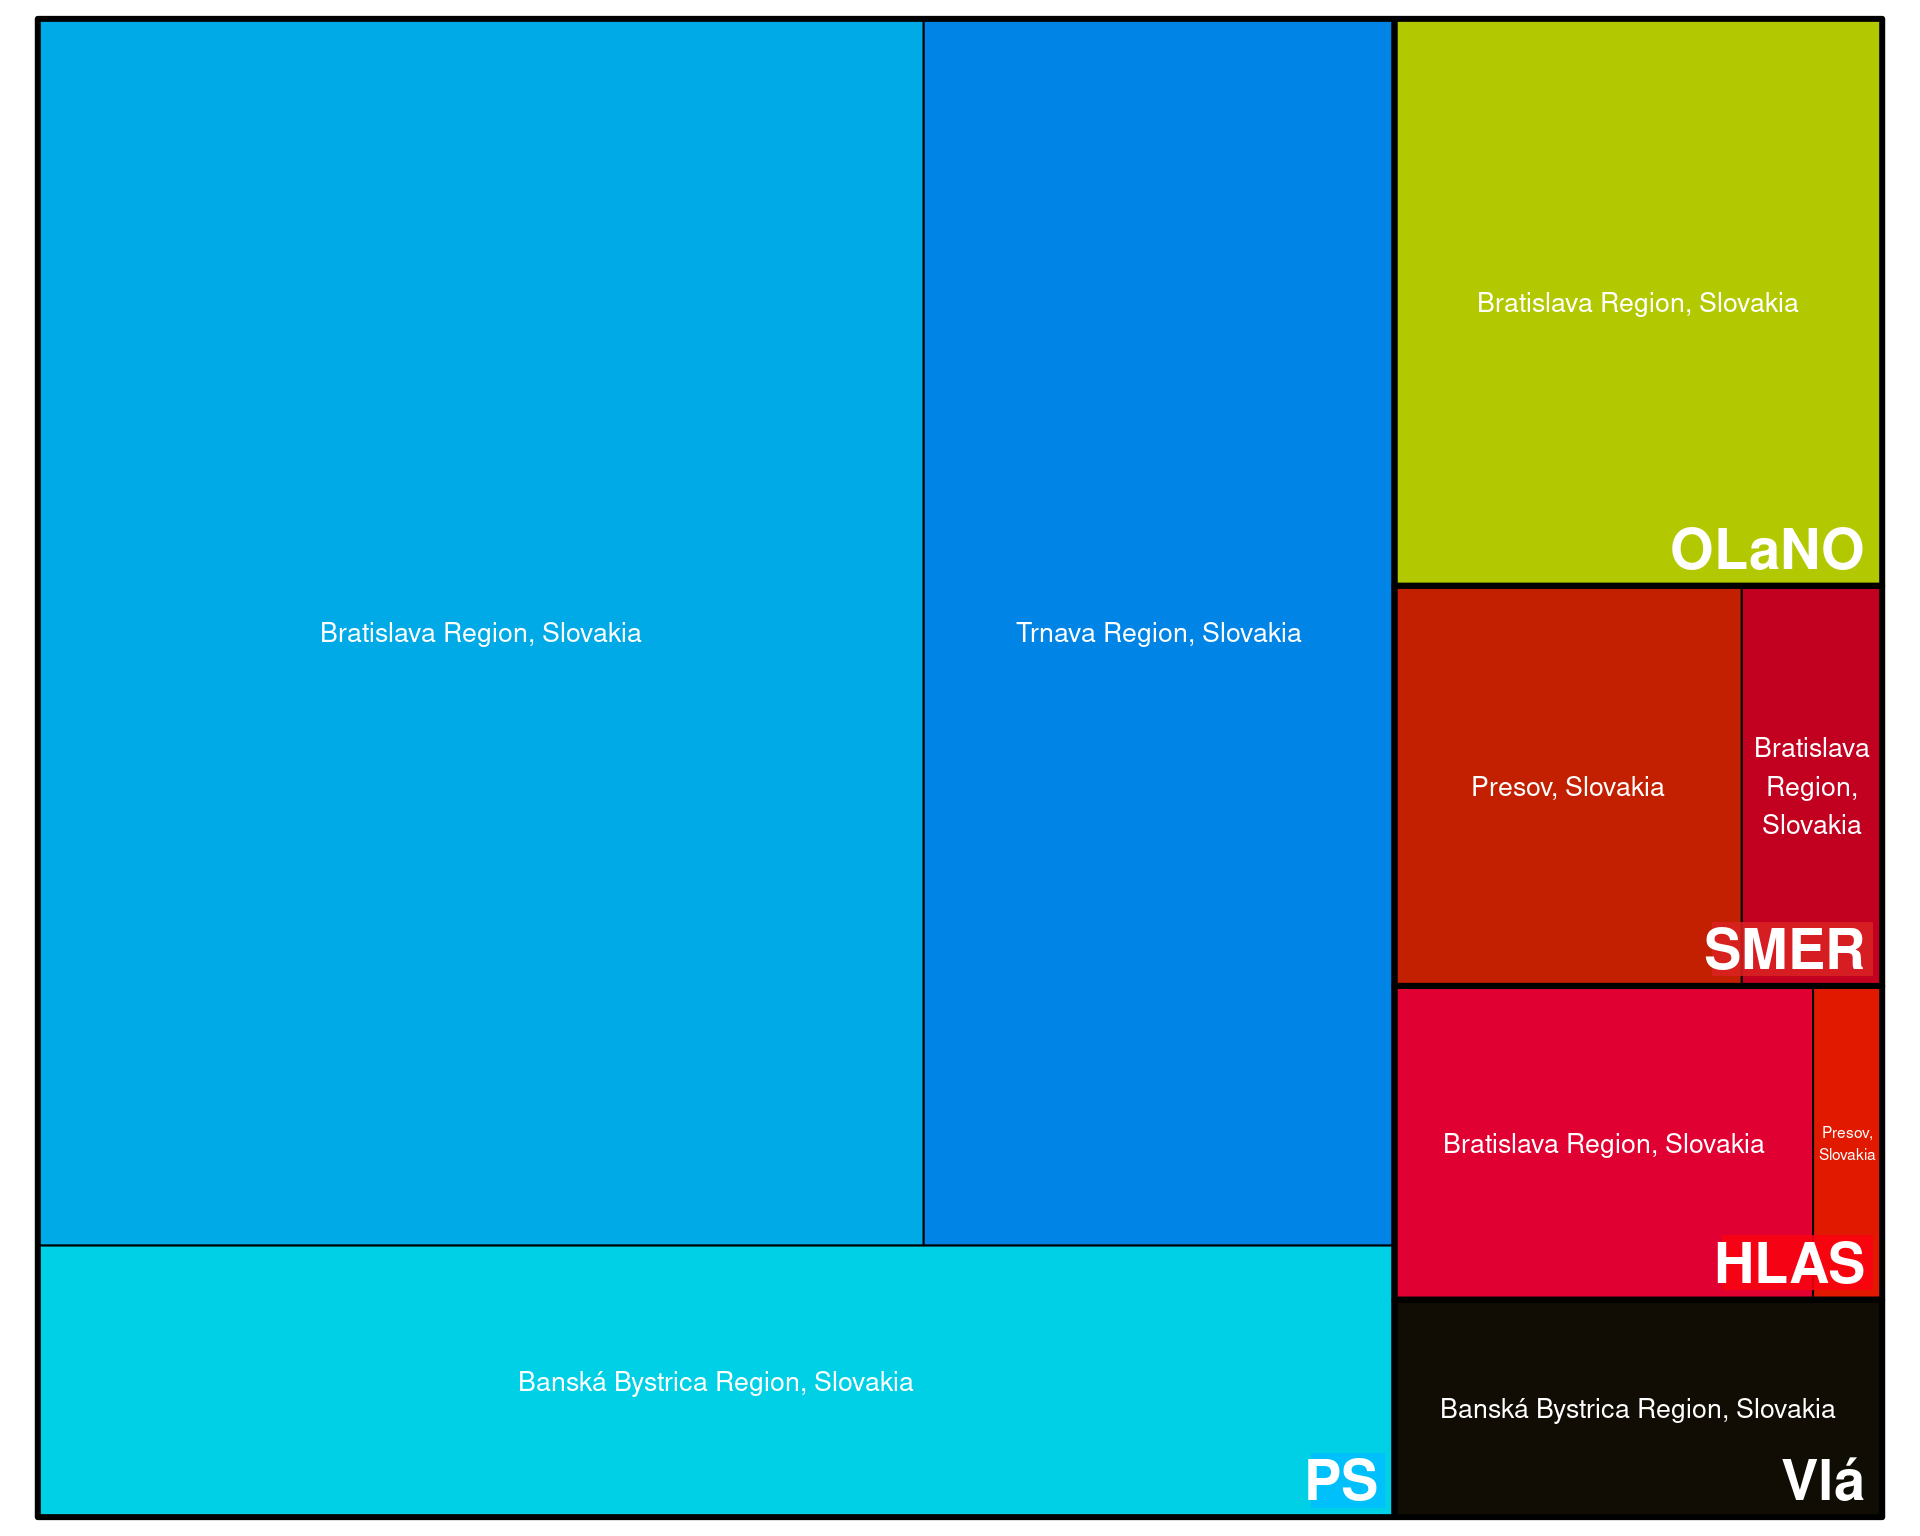 Bratislava Region, Slovakia
Trnava Region, Slovakia
Banská Bystrica Region, Slovakia
PS
Bratislava Region, Slovakia
OLaNO
Presov, Slovakia
Bratislava
Region,
Slovakia
SMER
Bratislava Region, Slovakia
Presov,
Slovakia
HLAS
Banská Bystrica Region, Slovakia
Vlá